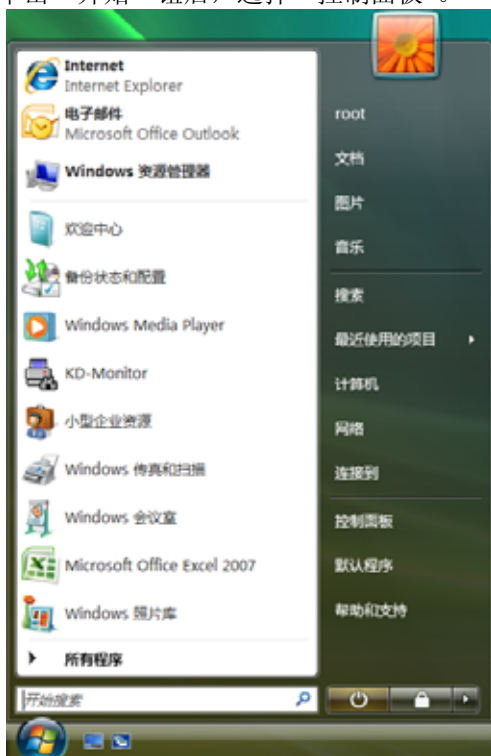 Internet
Internet Explorer
电子邮件
Microsoft Office Outlook
Windows 资源管理器
欢迎中心
备份状态和配置
Windows Media Player
KD-Monitor
小型企业资源
Windows 传真和扫描
Windows 会议室
Microsoft Office Excel 2007
Windows 照片库
所有程序
开始搜索
root
文档
图片
音乐
搜索
最近使用的项目
计算机
网络
连接到
控制面板
默认程序
帮助和支持